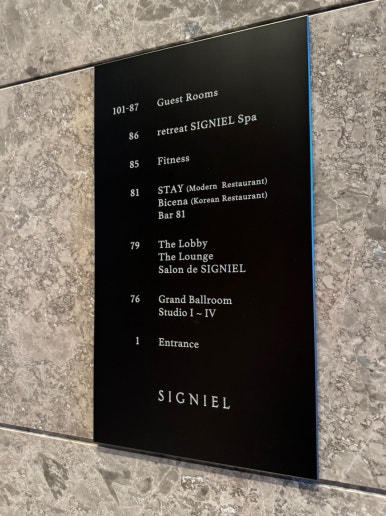 101-87 Guest Rooms
86 retreat SIGNIEL Spa
85 Fitness
81 STAY (Modern Restaurant)
Bicena (Korean Restaurant)
Bar 81
79 The Lobby
The Lounge
Salon de SIGNIEL
76 Grand Ballroom
Studio I ~ IV
1 Entrance
SIGNIEL